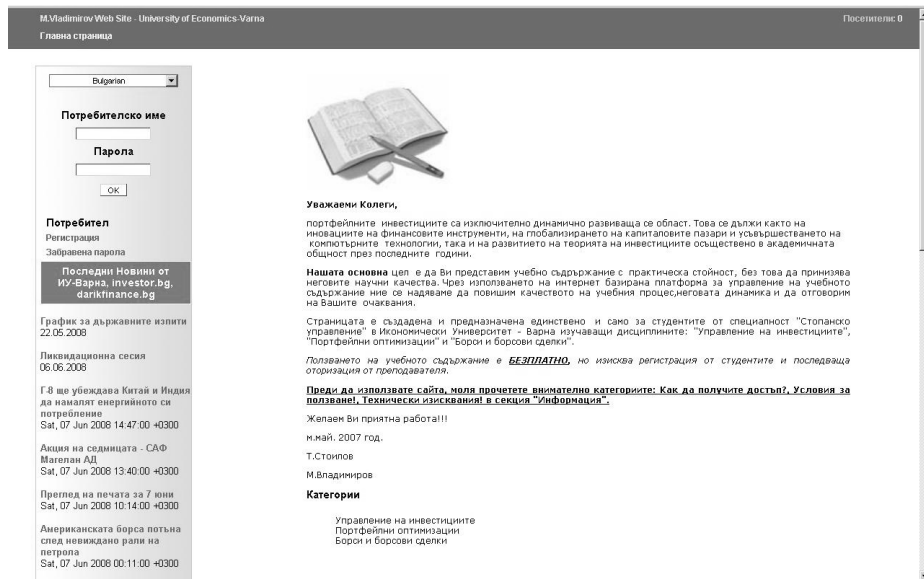 M.Vladimirov Web Site - University of Economics-Varna
Посетители: 0
Главна страница
Bulgarian
Потребителско име
Парола
OK
Потребител
Регистрация
Забравена парола
Последни Новини от
ИУ-Варна, investor.bg,
darikfinance.bg
График за държавните изпити
22.05.2008
Ликвидационна сесия
06.06.2008
Г-8 ще убеждава Китай и Индия
да намалят енергийното си
потребление
Sat, 07 Jun 2008 14:47:00 +0300
Акция на седмицата - САФ
Магелан АД
Sat, 07 Jun 2008 13:40:00 +0300
Преглед на печата за 7 юни
Sat, 07 Jun 2008 10:14:00 +0300
Американската борса потъна
след невиждано рали на
петрола
Sat, 07 Jun 2008 00:11:00 +0300
Уважаеми Колеги,
портфейлните инвестициите са изключително динамично развиваща се област. Това се дължи както на
иновациите на финансовите инструменти, на глобализирането на капиталовите пазари и усъвършестването на
компютърните технологии, така и на развитието на теорията на инвестициите осъществено в академичната
общност през последните години.
Нашата основна цел е да Ви представим учебно съдрържание с практическа стойност, без това да принизява
неговите научни качества. Чрез използването на интернет базирана платформа за управление на учебното
съдържание ние се надяваме да повишим качеството на учебния процес,неговата динамика и да отговорим
на Вашите очаквания.
Страницата е създадена и предназначена единствено и само за студентите от специалност "Стопанско
управление" в Икономически Университет - Варна изучаващи дисциплините: "Управление на инвестициите",
"Портфейлни оптимизации" и "Борси и борсови сделки".
Ползването на учебното съдържание е БЕЗПЛАТНО, но изисква регистрация от студентите и последваща
оторизация от преподавателя.
Преди да използвате сайта, моля прочетете внимателно категориите: Как да получите достъп?, Условия за
ползване!, Технически изисквания! в секция "Информация".
Желаем Ви приятна работа!!!
м.май. 2007 год.
Т.Стоилов
М.Владимиров
Категории
Управление на инвестициите
Портфейлни оптимизации
Борси и борсови сделки